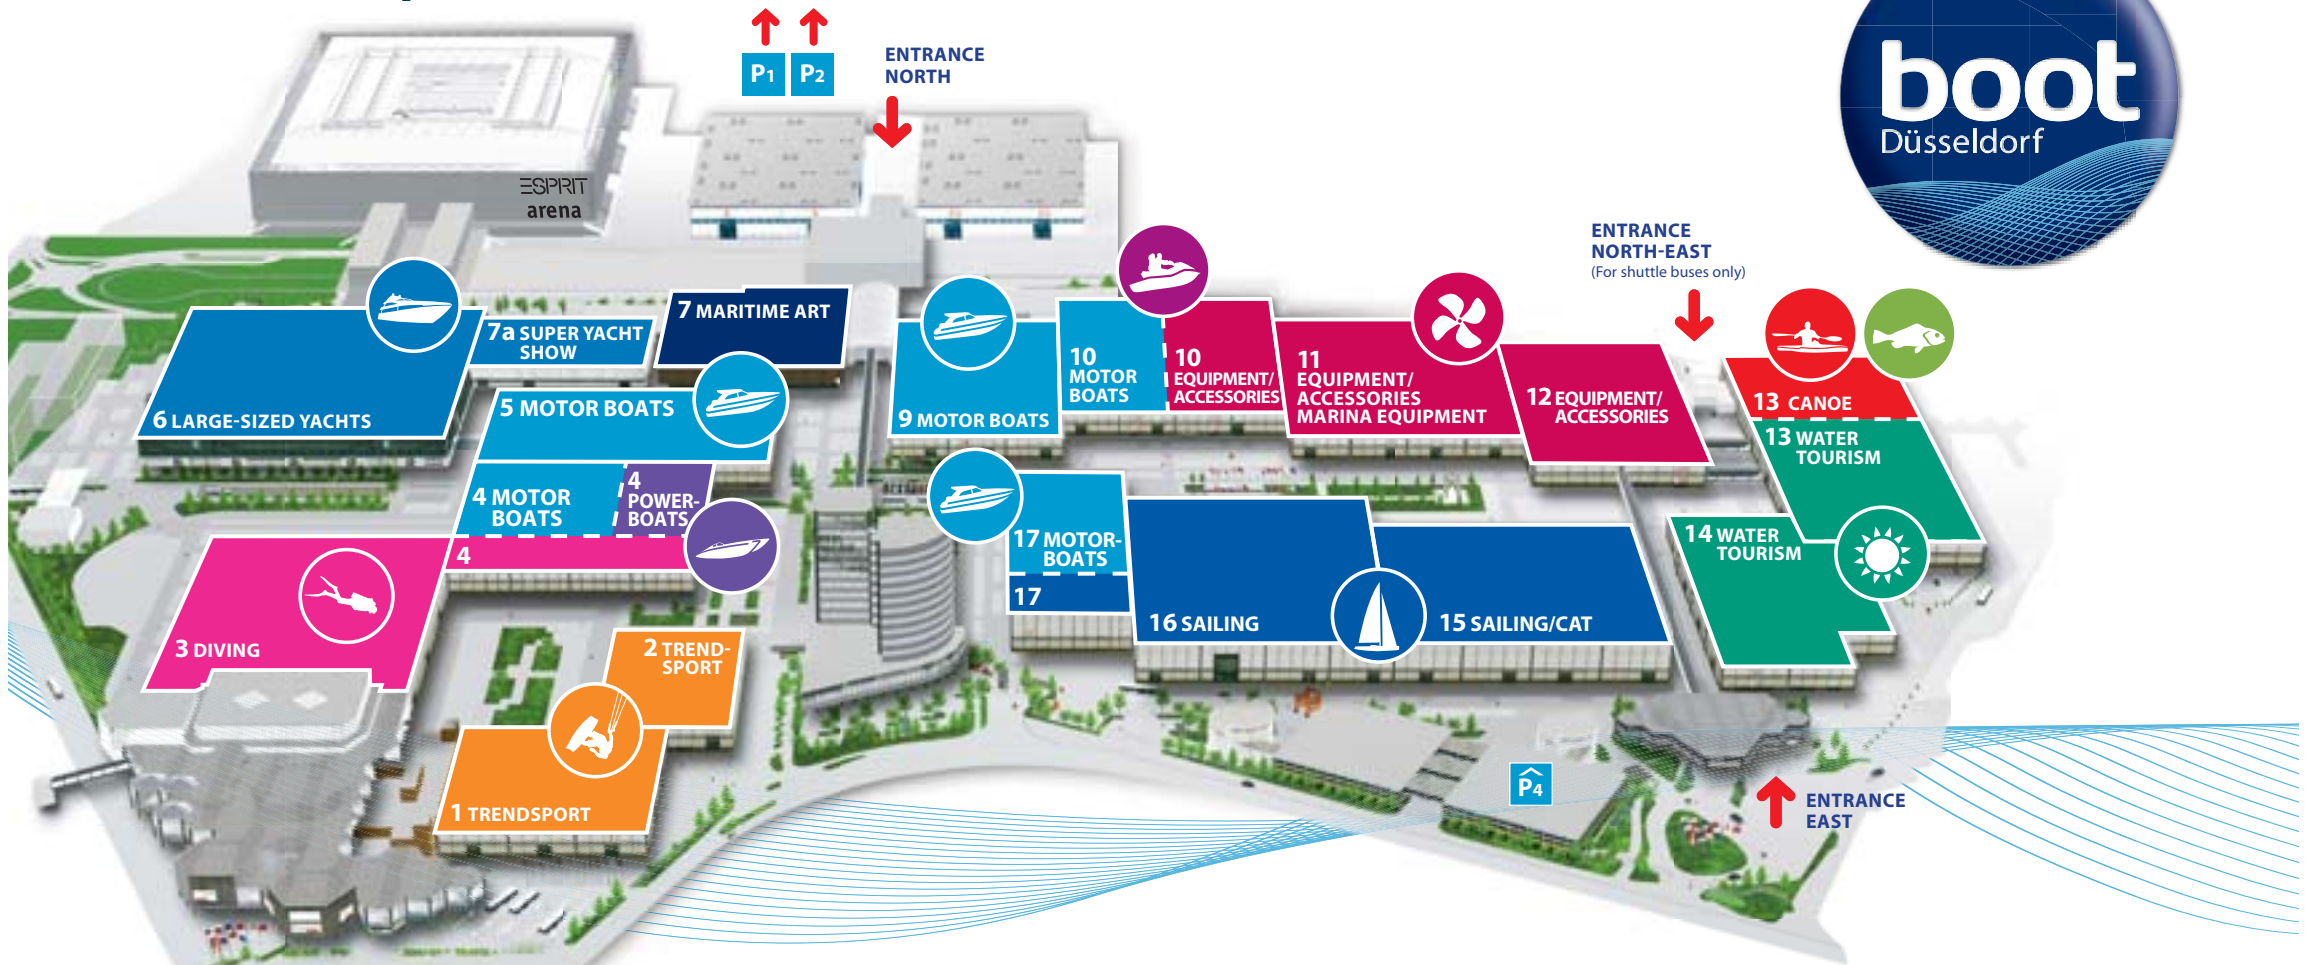 P1 P2
ENTRANCE
NORTH
boot
Düsseldorf
ESPRIT
arena
ENTRANCE
NORTH-EAST
(For shuttle buses only)
7 MARITIME ART
7a SUPER YACHT
SHOW
6 LARGE-SIZED YACHTS
5 MOTOR BOATS
4 MOTOR
BOATS
4
POWER-
BOATS
4
3 DIVING
2 TREND-
SPORT
1 TRENDSPORT
9 MOTOR BOATS
10
MOTOR
BOATS
10
EQUIPMENT/
ACCESSORIES
11
EQUIPMENT/
ACCESSORIES
MARINA EQUIPMENT
12 EQUIPMENT/
ACCESSORIES
13 CANOE
13 WATER
TOURISM
14 WATER
TOURISM
17 MOTOR-
BOATS
17
16 SAILING
15 SAILING/CAT
P4
ENTRANCE
EAST